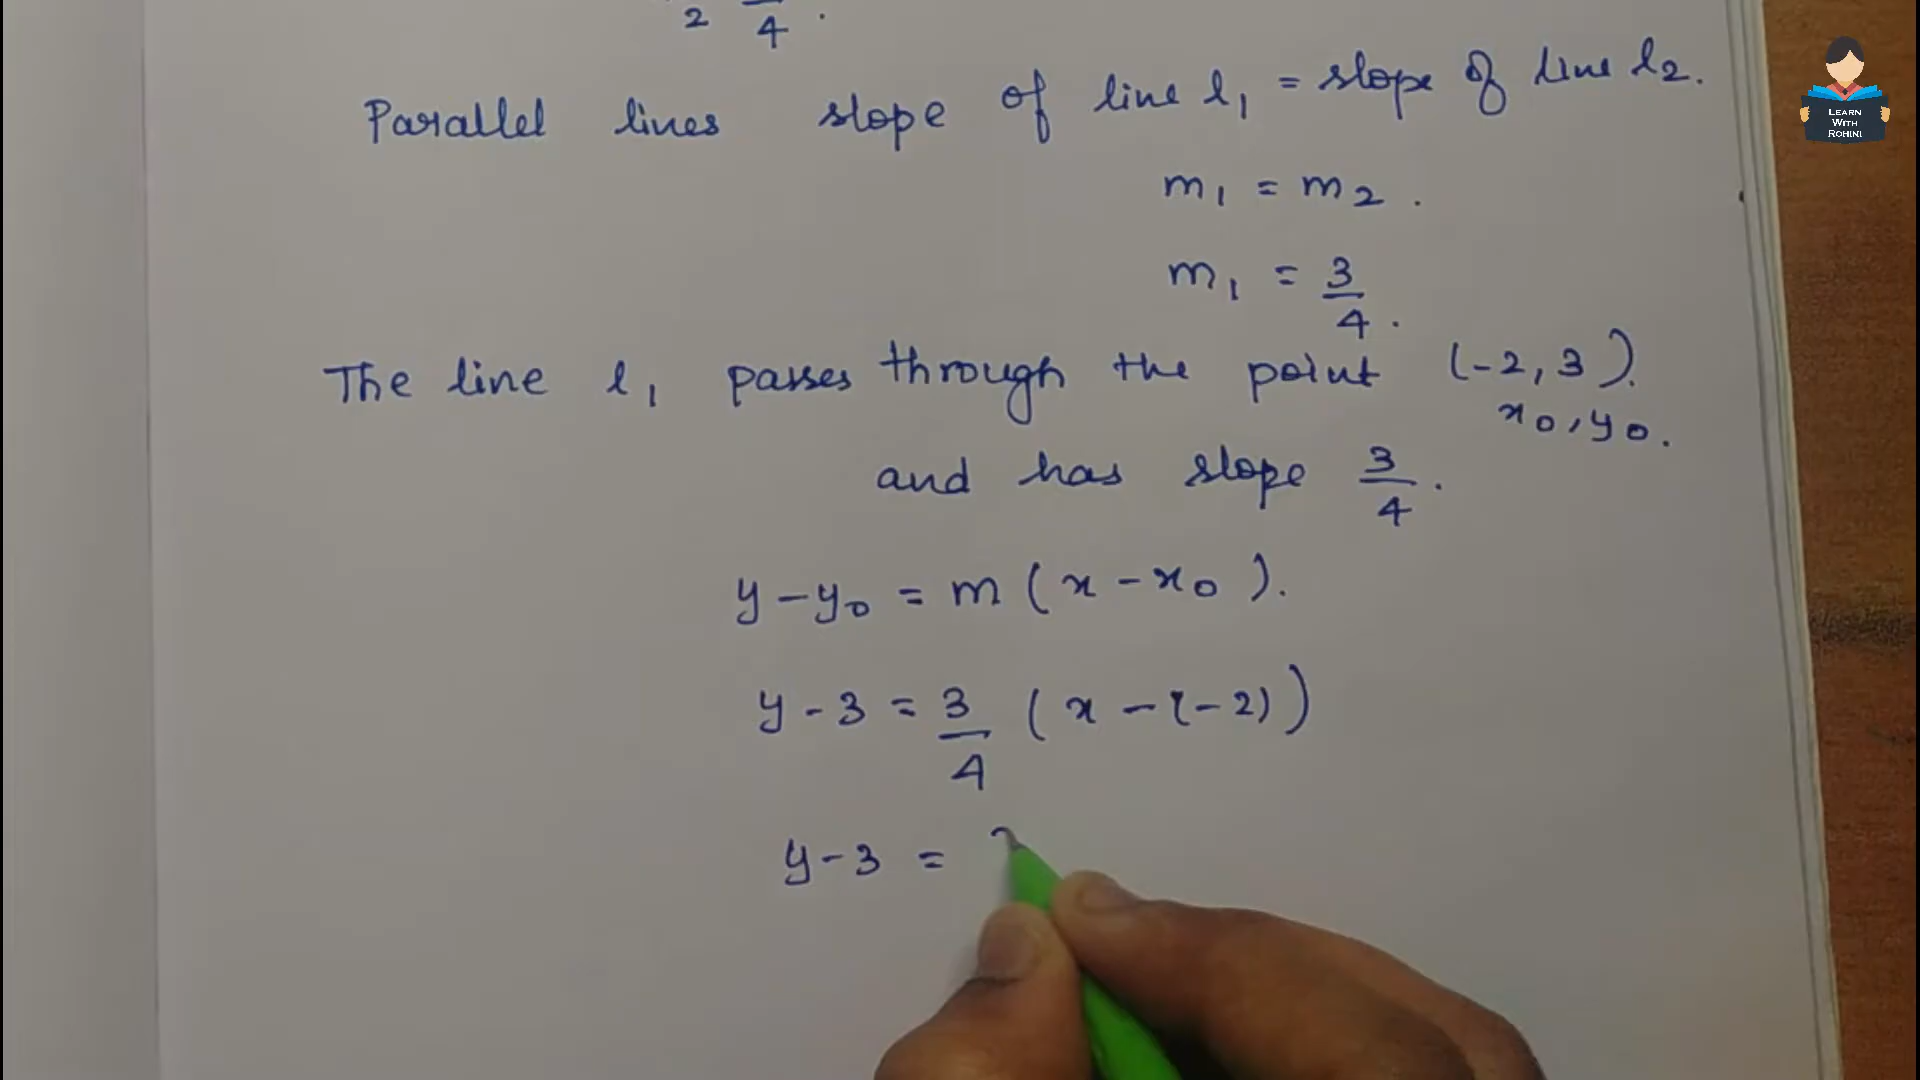 2 4 .
Parallel lines slope of line l₁ = slope of line l₂.
m₁ = m₂ .
m₁ = 3/4 .
The line l₁ passes through the point (-2, 3).
x₀, y₀.
and has slope 3/4 .
y - y₀ = m ( x - x₀ ).
y - 3 = 3/4 ( x - (-2) )
y - 3 =
LEARN
WITH
ROHINI